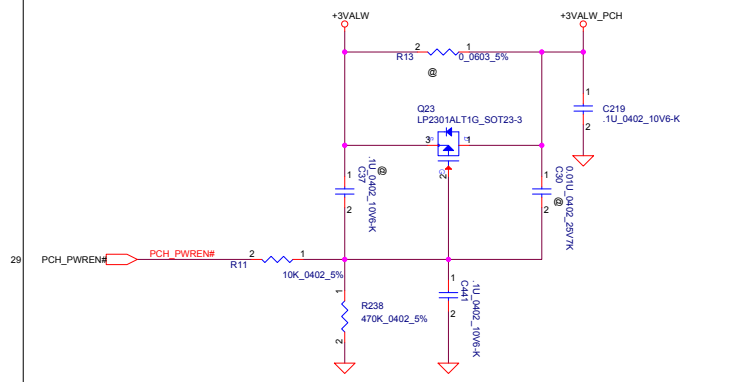 +3VALW
+3VALW_PCH
2
1
R13
0_0603_5%
@
1
2
C219
.1U_0402_10V6-K
Q23
LP2301ALT1G_SOT23-3
3
1
2
1
2
C37
.1U_0402_10V6-K
@
1
2
C30
0.01U_0402_25V7K
@
29
PCH_PWREN#
PCH_PWREN#
2
1
R11
10K_0402_5%
1
2
R238
470K_0402_5%
1
2
C441
.1U_0402_10V6-K